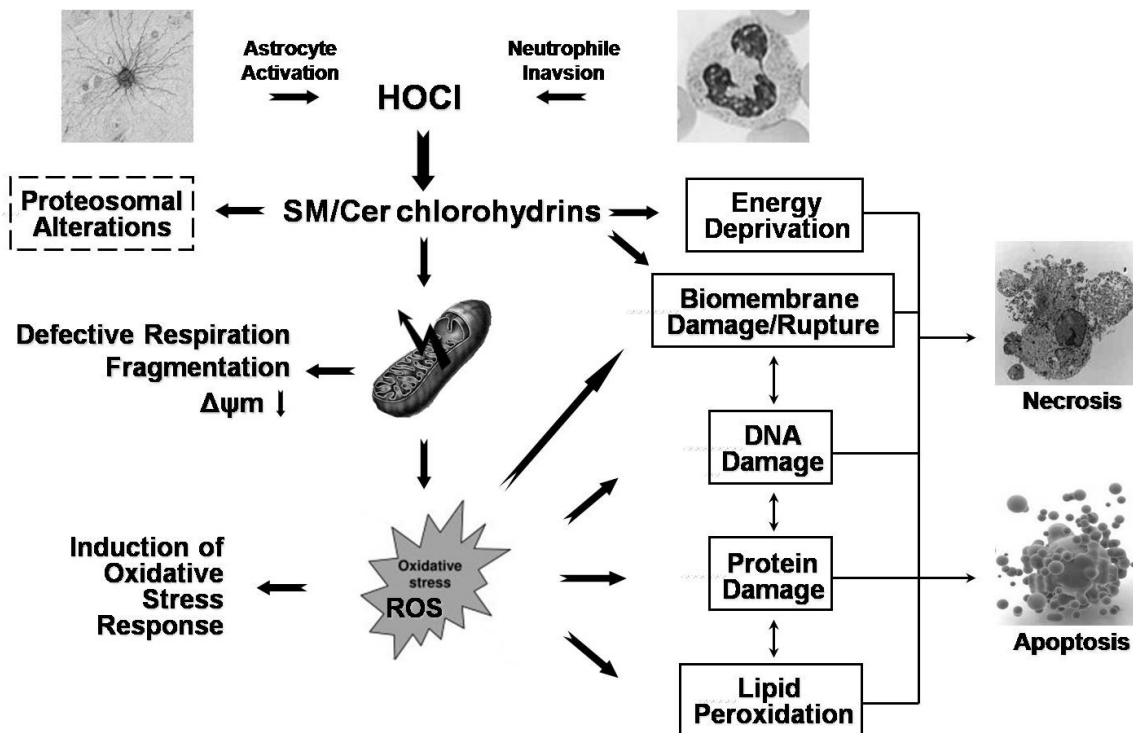 Astrocyte
Activation
Neutrophile
Inavsion
HOCl
Proteosomal
Alterations
SM/Cer chlorohydrins
Energy
Deprivation
Biomembrane
Damage/Rupture
Defective Respiration
Fragmentation
Δψm
Necrosis
DNA
Damage
Induction of
Oxidative
Stress
Response
Oxidative
stress
ROS
Protein
Damage
Apoptosis
Lipid
Peroxidation